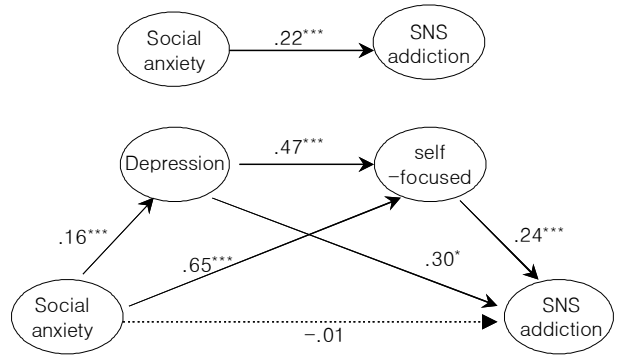 Social
anxiety
.22***
SNS
addiction
Depression
.47***
self
-focused
.16***
.65***
.30*
.24***
Social
anxiety
-.01
SNS
addiction